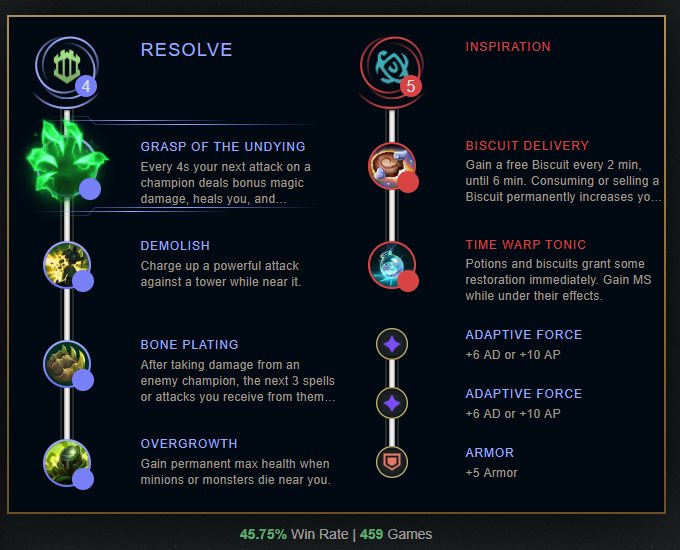 RESOLVE
4
GRASP OF THE UNDYING
Every 4s your next attack on a
champion deals bonus magic
damage, heals you, and...
DEMOLISH
Charge up a powerful attack
against a tower while near it.
BONE PLATING
After taking damage from an
enemy champion, the next 3 spells
or attacks you receive from them...
OVERGROWTH
Gain permanent max health when
minions or monsters die near you.
INSPIRATION
5
BISCUIT DELIVERY
Gain a free Biscuit every 2 min,
until 6 min. Consuming or selling a
Biscuit permanently increases yo...
TIME WARP TONIC
Potions and biscuits grant some
restoration immediately. Gain MS
while under their effects.
ADAPTIVE FORCE
+6 AD or +10 AP
ADAPTIVE FORCE
+6 AD or +10 AP
ARMOR
+5 Armor
45.75% Win Rate | 459 Games